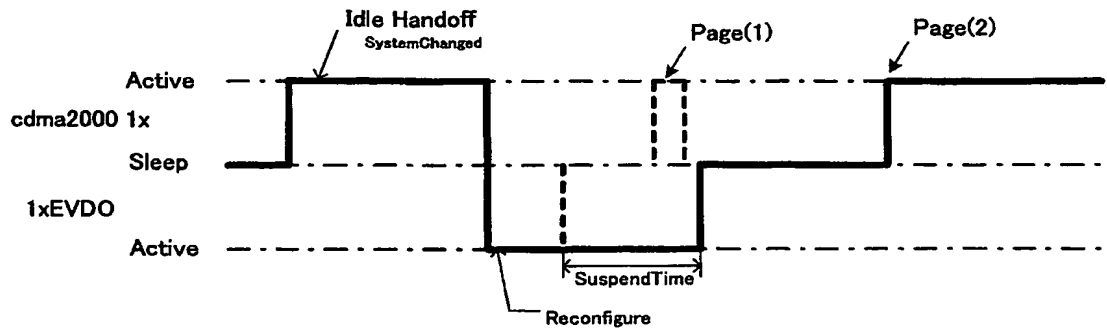 Idle Handoff
SystemChanged
Page(1)
Page(2)
Active
cdma2000 1x
Sleep
1xEVDO
Active
SuspendTime
Reconfigure